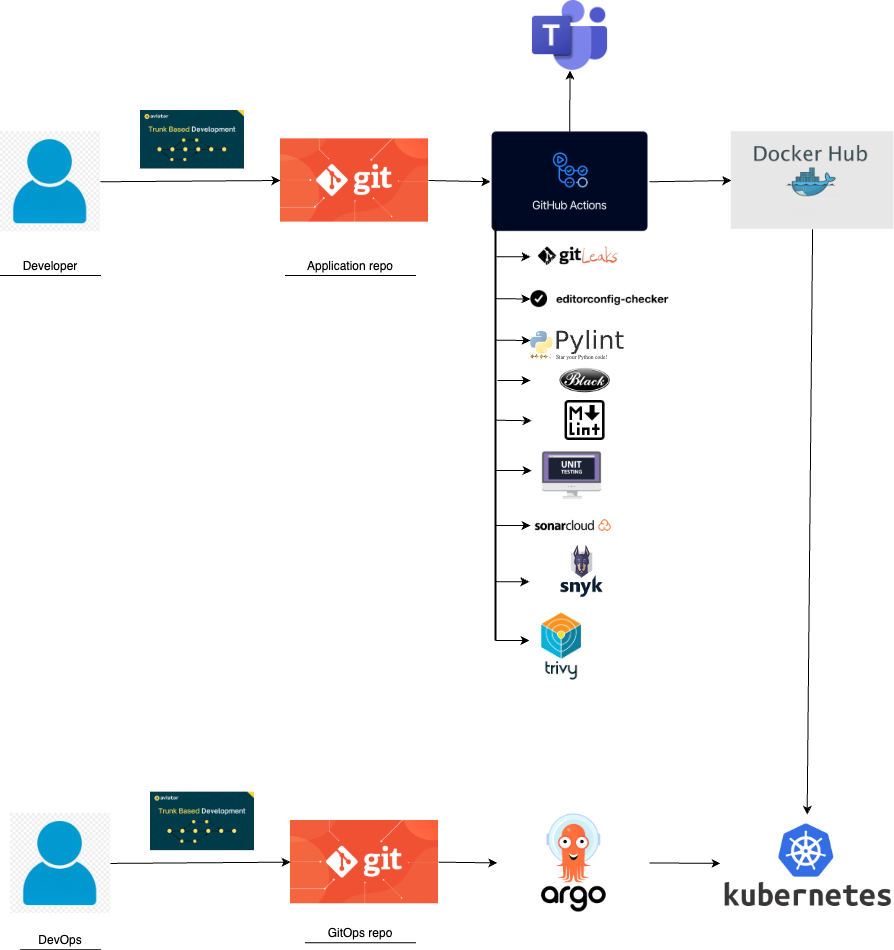 T
aviator
Trunk Based Development
git
GitHub Actions
Docker Hub
Developer
Application repo
gitLeaks
editorconfig-checker
Pylint
Star your Python code!
Black
M
Lint
UNIT
TESTING
sonarcloud
snyk
trivy
aviator
Trunk Based Development
git
argo
kubernetes
DevOps
GitOps repo